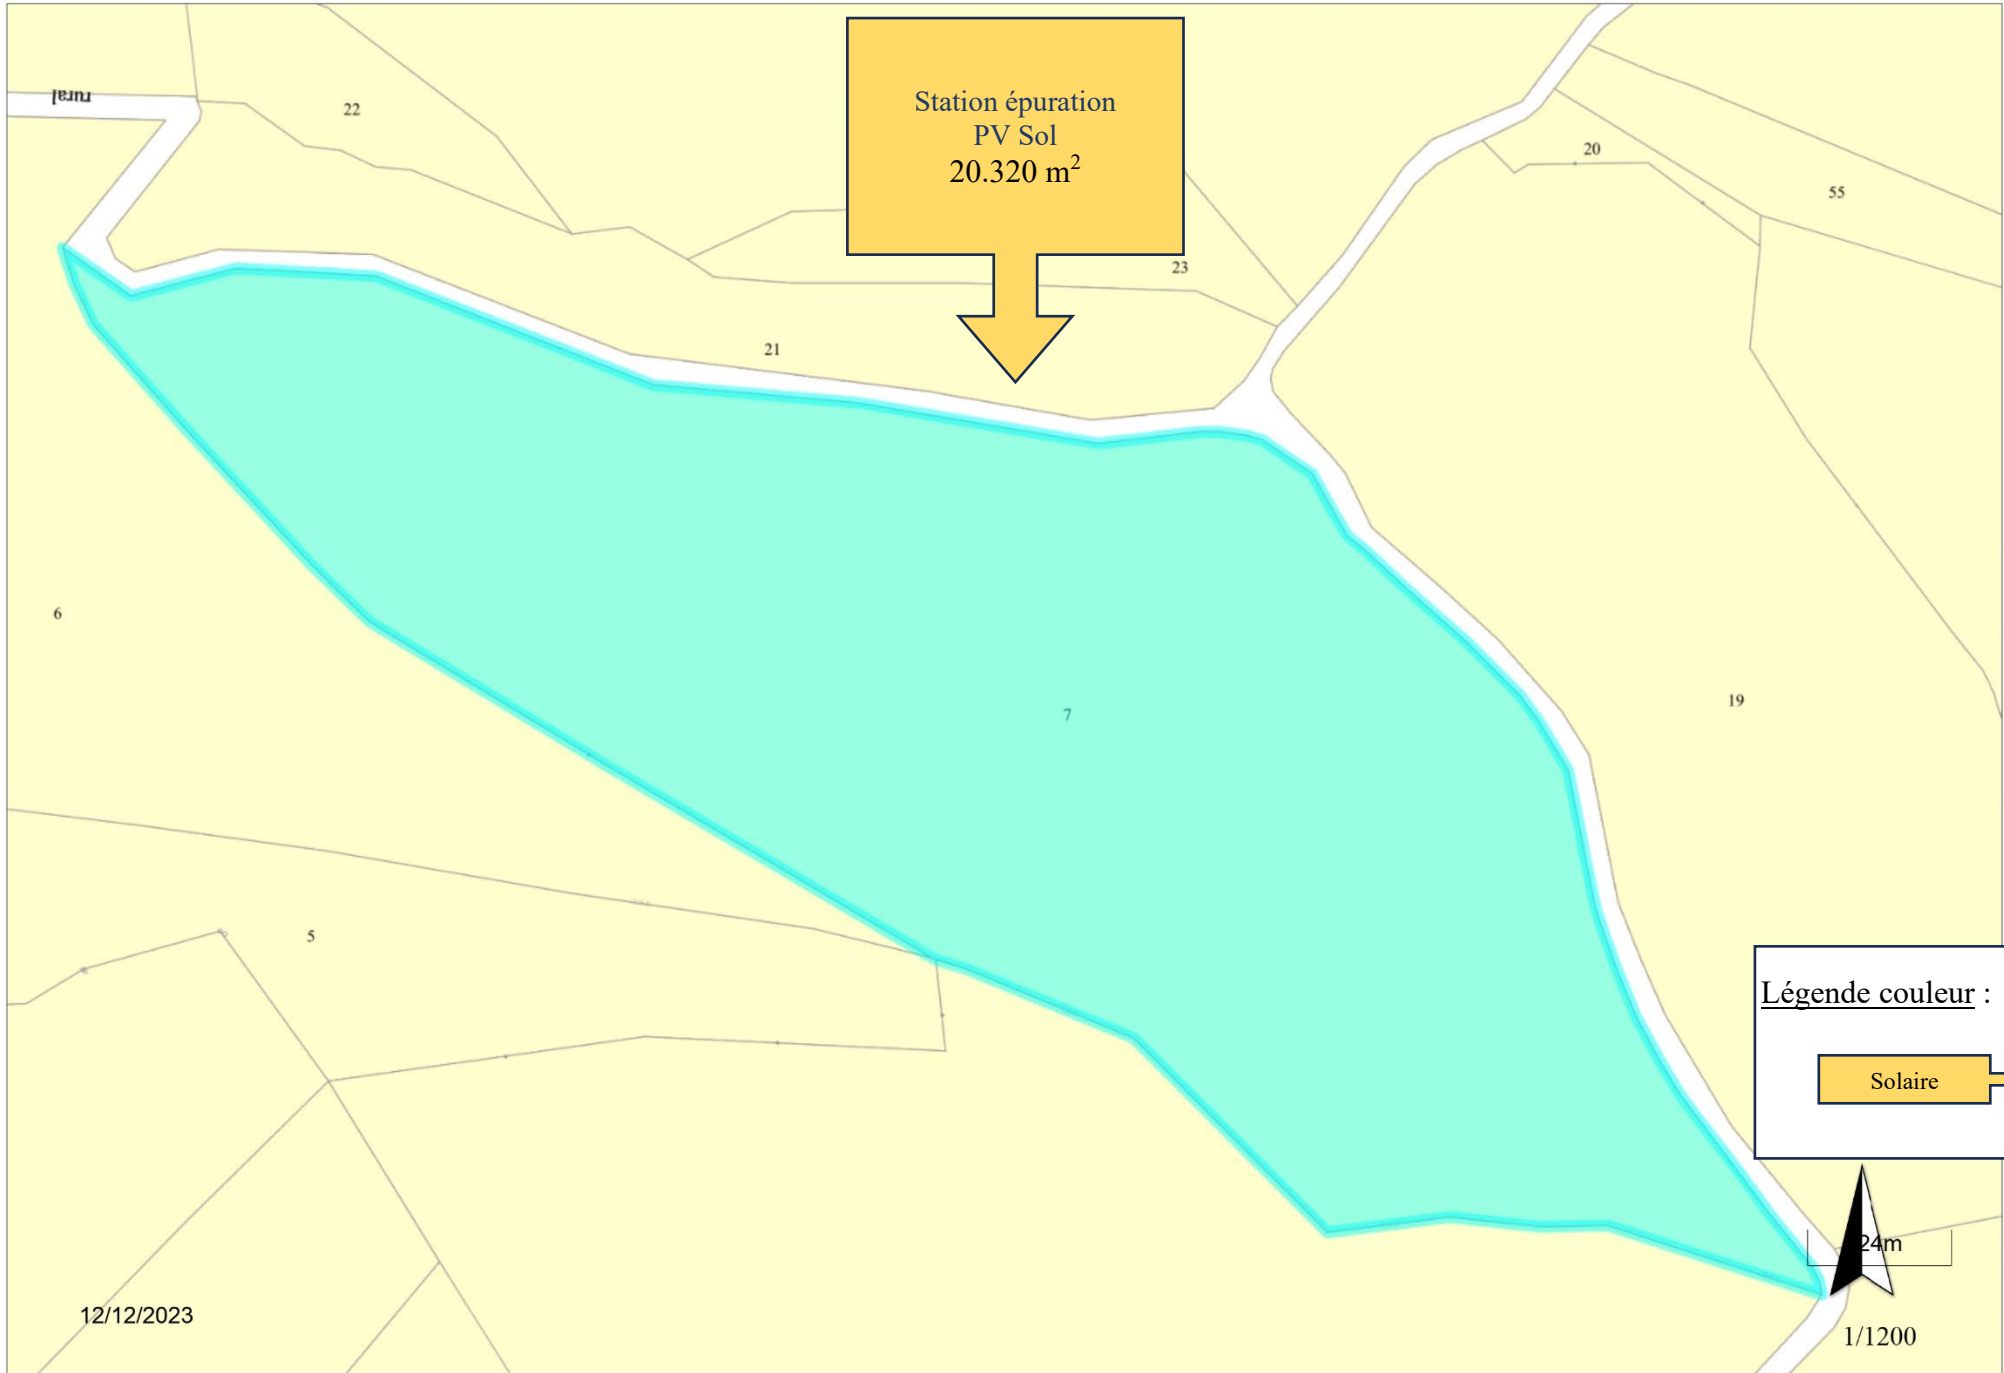 rural
22
Station épuration
PV Sol
20.320 m²
20
55
23
21
6
7
19
5
Légende couleur :
Solaire
24m
12/12/2023
1/1200